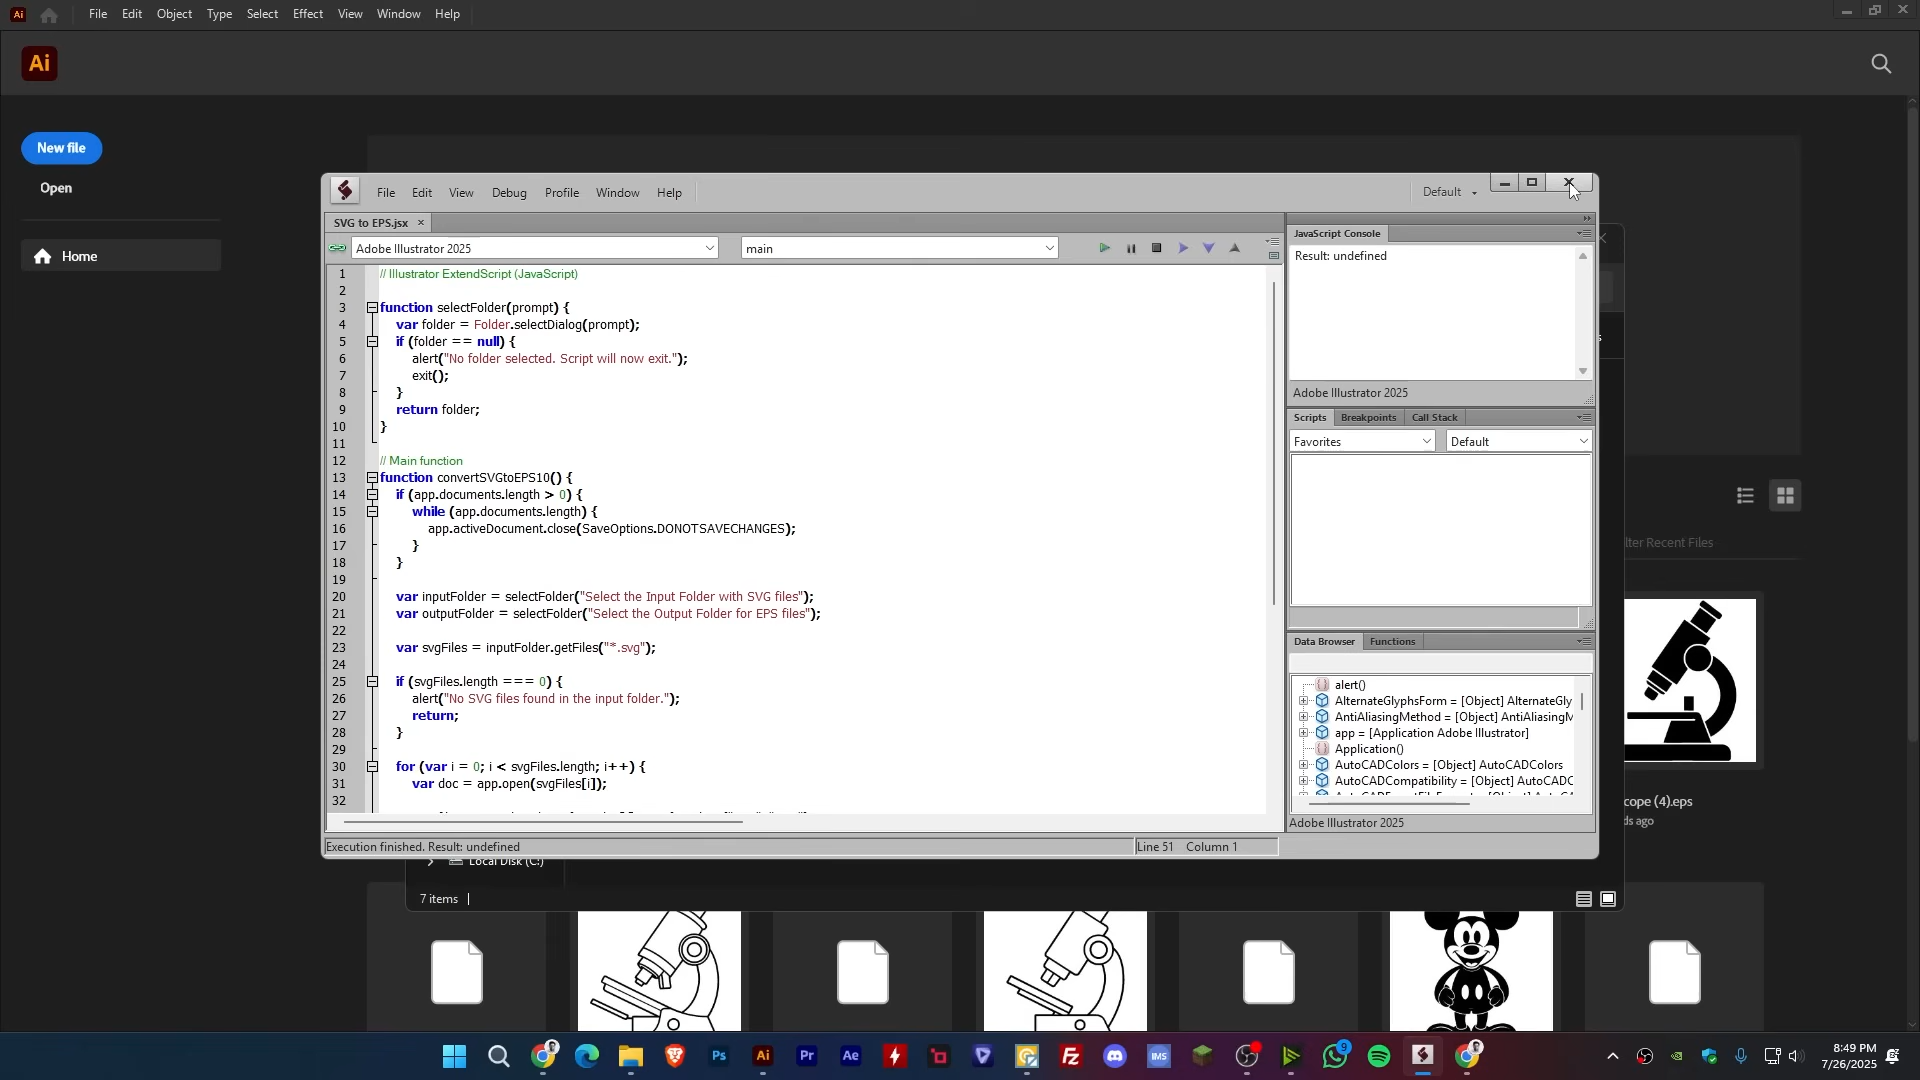 Ai File Edit Object Type Select Effect View Window Help
Ai
New file
Open
Home
File Edit View Debug Profile Window Help Default
SVG to EPS.jsx
Adobe Illustrator 2025 main
1 // Illustrator ExtendScript (JavaScript)
2
3 function selectFolder(prompt) {
4 var folder = Folder.selectDialog(prompt);
5 if (folder == null) {
6 alert("No folder selected. Script will now exit.");
7 exit();
8 }
9 return folder;
10 }
11
12 // Main function
13 function convertSVGtoEPS10() {
14 if (app.documents.length > 0) {
15 while (app.documents.length) {
16 app.activeDocument.close(SaveOptions.DONOTSAVECHANGES);
17 }
18 }
19
20 var inputFolder = selectFolder("Select the Input Folder with SVG files");
21 var outputFolder = selectFolder("Select the Output Folder for EPS files");
22
23 var svgFiles = inputFolder.getFiles("*.svg");
24
25 if (svgFiles.length === 0) {
26 alert("No SVG files found in the input folder.");
27 return;
28 }
29
30 for (var i = 0; i < svgFiles.length; i++) {
31 var doc = app.open(svgFiles[i]);
32
Execution finished. Result: undefined Line 51 Column 1
JavaScript Console
Result: undefined
Adobe Illustrator 2025
Scripts Breakpoints Call Stack
Favorites Default
Data Browser Functions
alert()
AlternateGlyphsForm = [Object] AlternateGly
AntiAliasingMethod = [Object] AntiAliasingM
app = [Application Adobe Illustrator]
Application()
AutoCADColors = [Object] AutoCADColors
AutoCADCompatibility = [Object] AutoCADC
Adobe Illustrator 2025
lter Recent Files
cope (4).eps
ds ago
Local Disk (C:)
7 items
Ps Ai Pr Ae Fz IMS 9
8:49 PM
7/26/2025